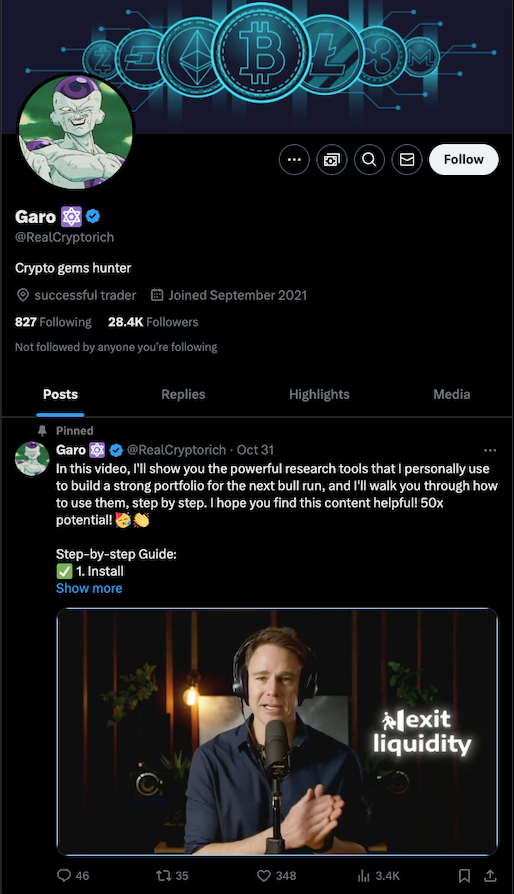 Follow
Garo
@RealCryptorich
Crypto gems hunter
successful trader Joined September 2021
827 Following 28.4K Followers
Not followed by anyone you're following
Posts Replies Highlights Media
Pinned
Garo @RealCryptorich · Oct 31
In this video, I'll show you the powerful research tools that I personally use
to build a strong portfolio for the next bull run, and I'll walk you through how
to use them, step by step. I hope you find this content helpful! 50x
potential! 🥳👏
Step-by-step Guide:
✅ 1. Install
Show more
exit
liquidity
46 35 348 3.4K